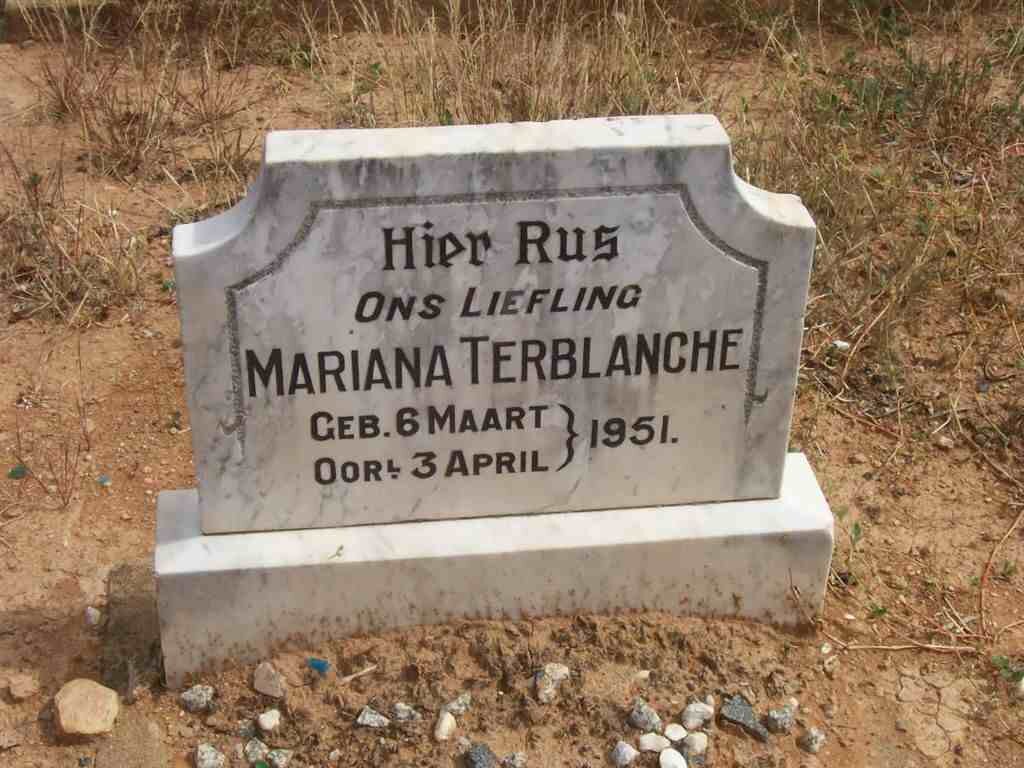 Hier Rus
ONS LIEFLING
MARIANA TERBLANCHE
GEB. 6 MAART } 1951.
OORL. 3 APRIL